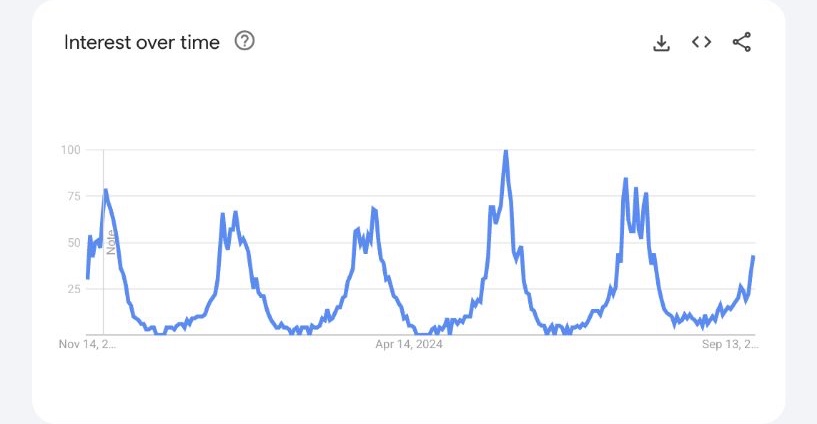 Interest over time
100
75
50
25
Note
Nov 14, 2...
Apr 14, 2024
Sep 13, 2...